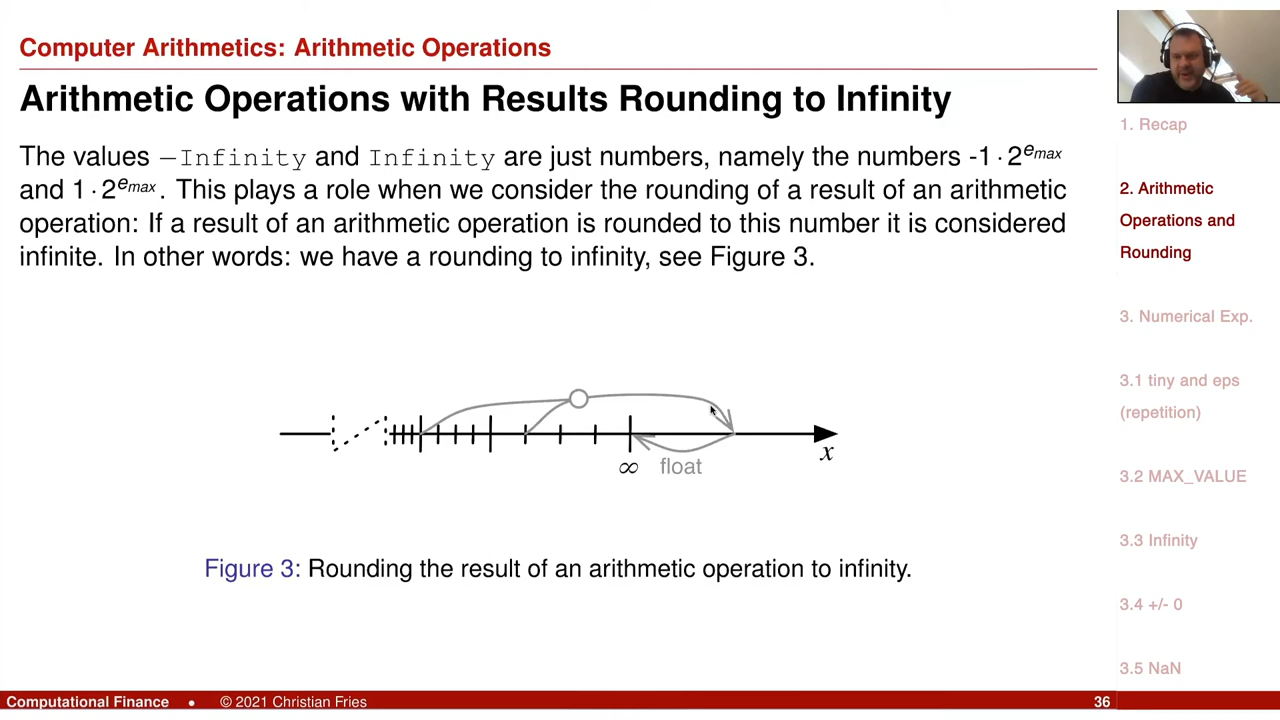 Computer Arithmetics: Arithmetic Operations
Arithmetic Operations with Results Rounding to Infinity
The values −Infinity and Infinity are just numbers, namely the numbers -1 · 2^emax
and 1 · 2^emax. This plays a role when we consider the rounding of a result of an arithmetic
operation: If a result of an arithmetic operation is rounded to this number it is considered
infinite. In other words: we have a rounding to infinity, see Figure 3.
∞ float x
Figure 3: Rounding the result of an arithmetic operation to infinity.
1. Recap
2. Arithmetic
Operations and
Rounding
3. Numerical Exp.
3.1 tiny and eps
(repetition)
3.2 MAX_VALUE
3.3 Infinity
3.4 +/- 0
3.5 NaN
Computational Finance • © 2021 Christian Fries 36